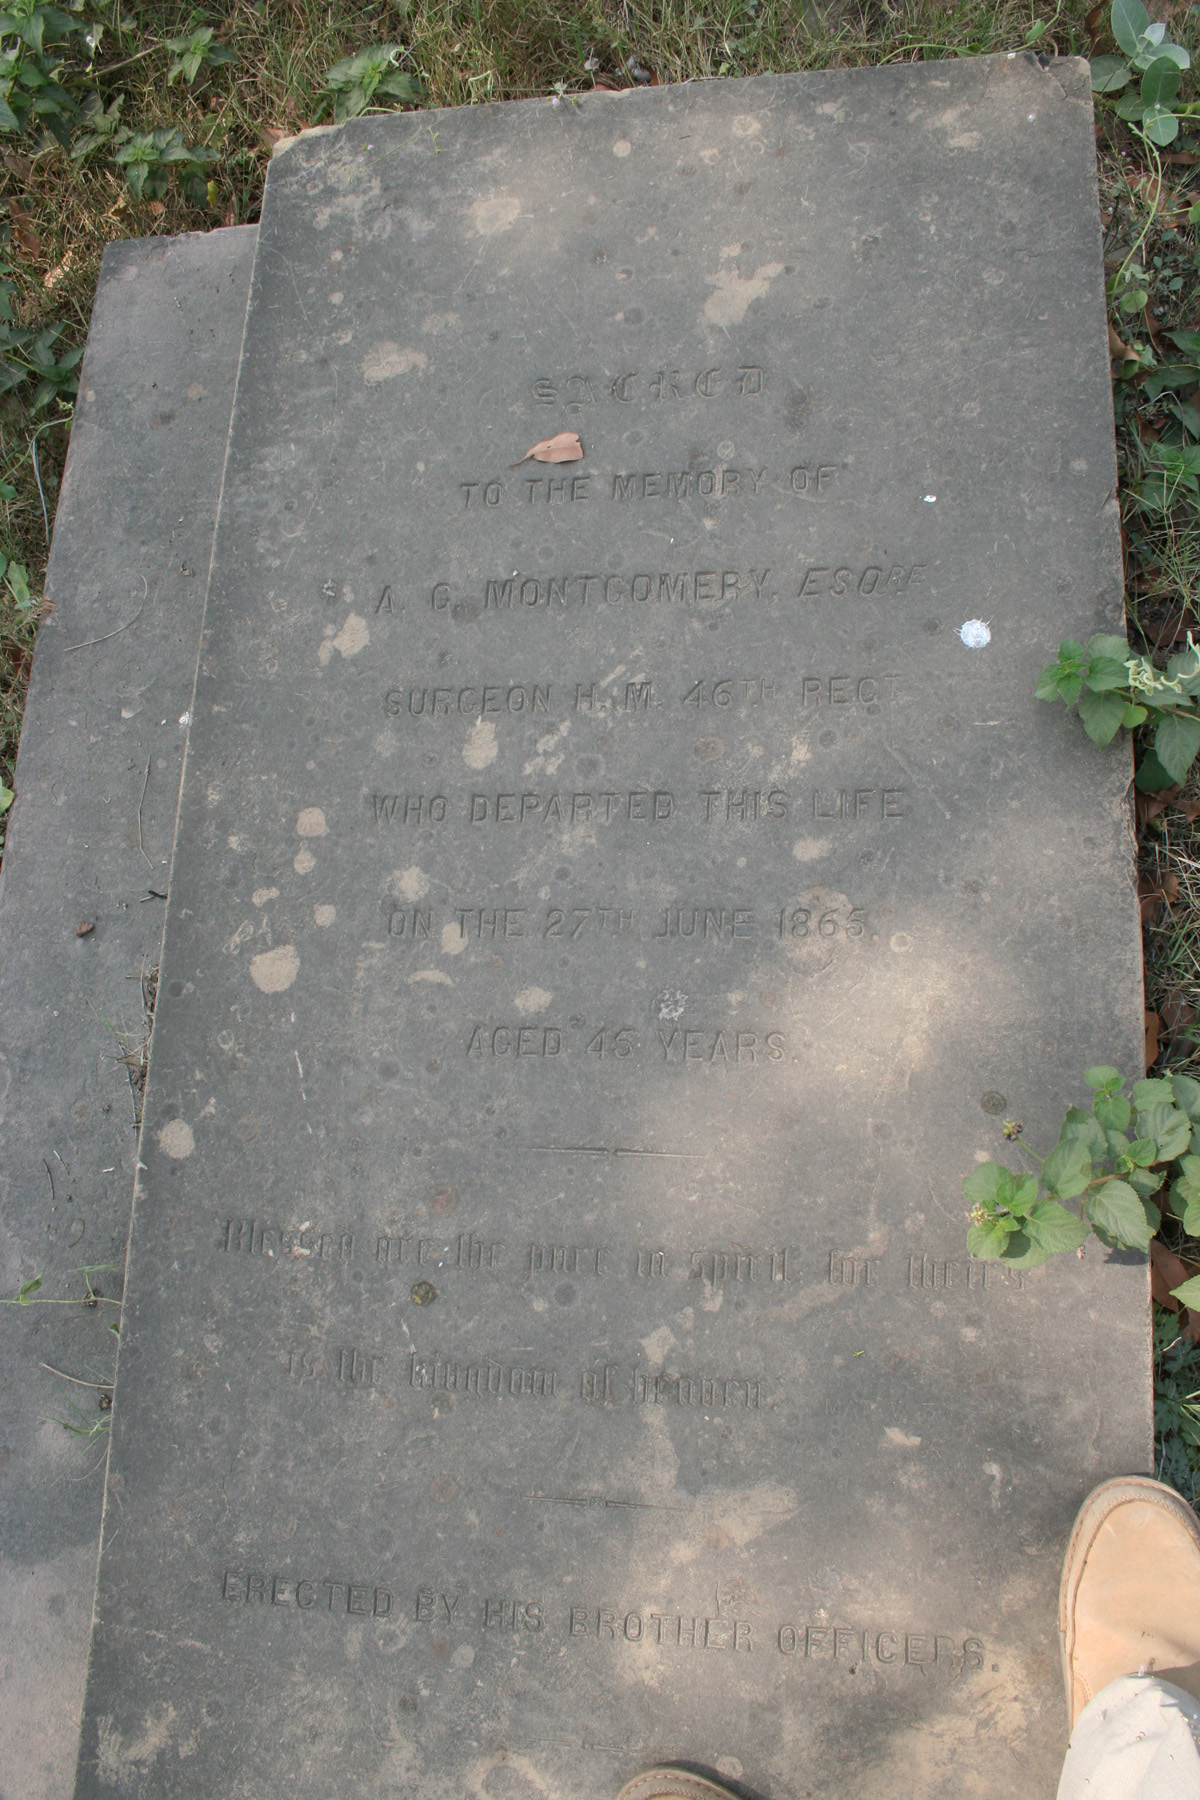 SACRED
TO THE MEMORY OF
A. G. MONTGOMERY, ESQRE
SURGEON H. M. 46TH REGT
WHO DEPARTED THIS LIFE
ON THE 27TH JUNE 1865.
AGED 45 YEARS.
Blessed are the pure in spirit, for their's
is the kingdom of heaven.
ERECTED BY HIS BROTHER OFFICERS.